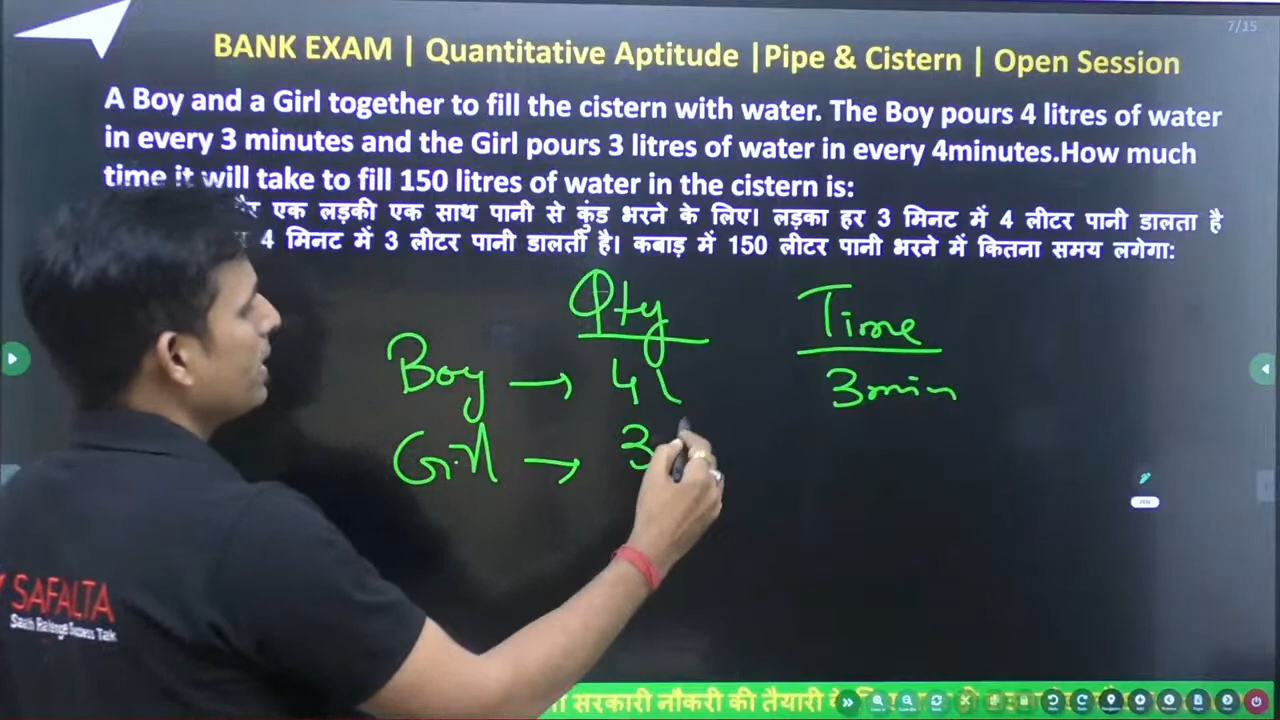 7/15
BANK EXAM | Quantitative Aptitude |Pipe & Cistern | Open Session
A Boy and a Girl together to fill the cistern with water. The Boy pours 4 litres of water
in every 3 minutes and the Girl pours 3 litres of water in every 4minutes.How much
time it will take to fill 150 litres of water in the cistern is:
एक लड़की एक साथ पानी से कुंड भरने के लिए। लड़का हर 3 मिनट में 4 लीटर पानी डालता है
4 मिनट में 3 लीटर पानी डालती है। कबाड़ में 150 लीटर पानी भरने में कितना समय लगेगा:
Qty Time
Boy → 4l 3min
Girl → 3
SAFALTA
सरकारी नौकरी की तैयारी